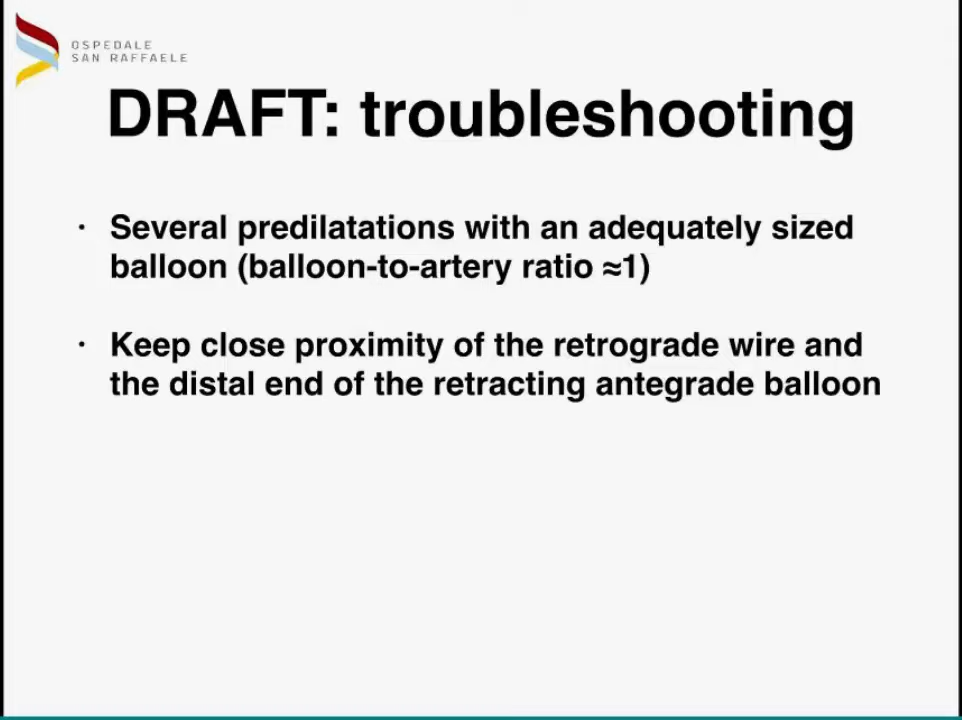 OSPEDALE
SAN RAFFAELE
DRAFT: troubleshooting
· Several predilatations with an adequately sized
balloon (balloon-to-artery ratio ≈1)
· Keep close proximity of the retrograde wire and
the distal end of the retracting antegrade balloon